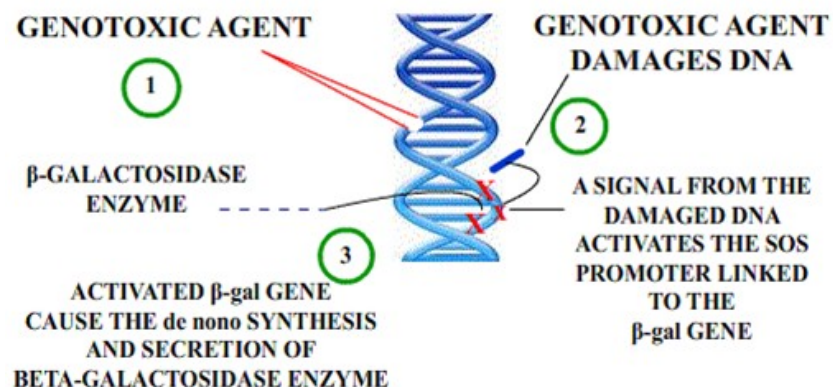 GENOTOXIC AGENT
1
GENOTOXIC AGENT
DAMAGES DNA
2
β-GALACTOSIDASE
ENZYME
X
X
X
A SIGNAL FROM THE
DAMAGED DNA
ACTIVATES THE SOS
PROMOTER LINKED
TO THE
β-gal GENE
3
ACTIVATED β-gal GENE
CAUSE THE de nono SYNTHESIS
AND SECRETION OF
BETA-GALACTOSIDASE ENZYME